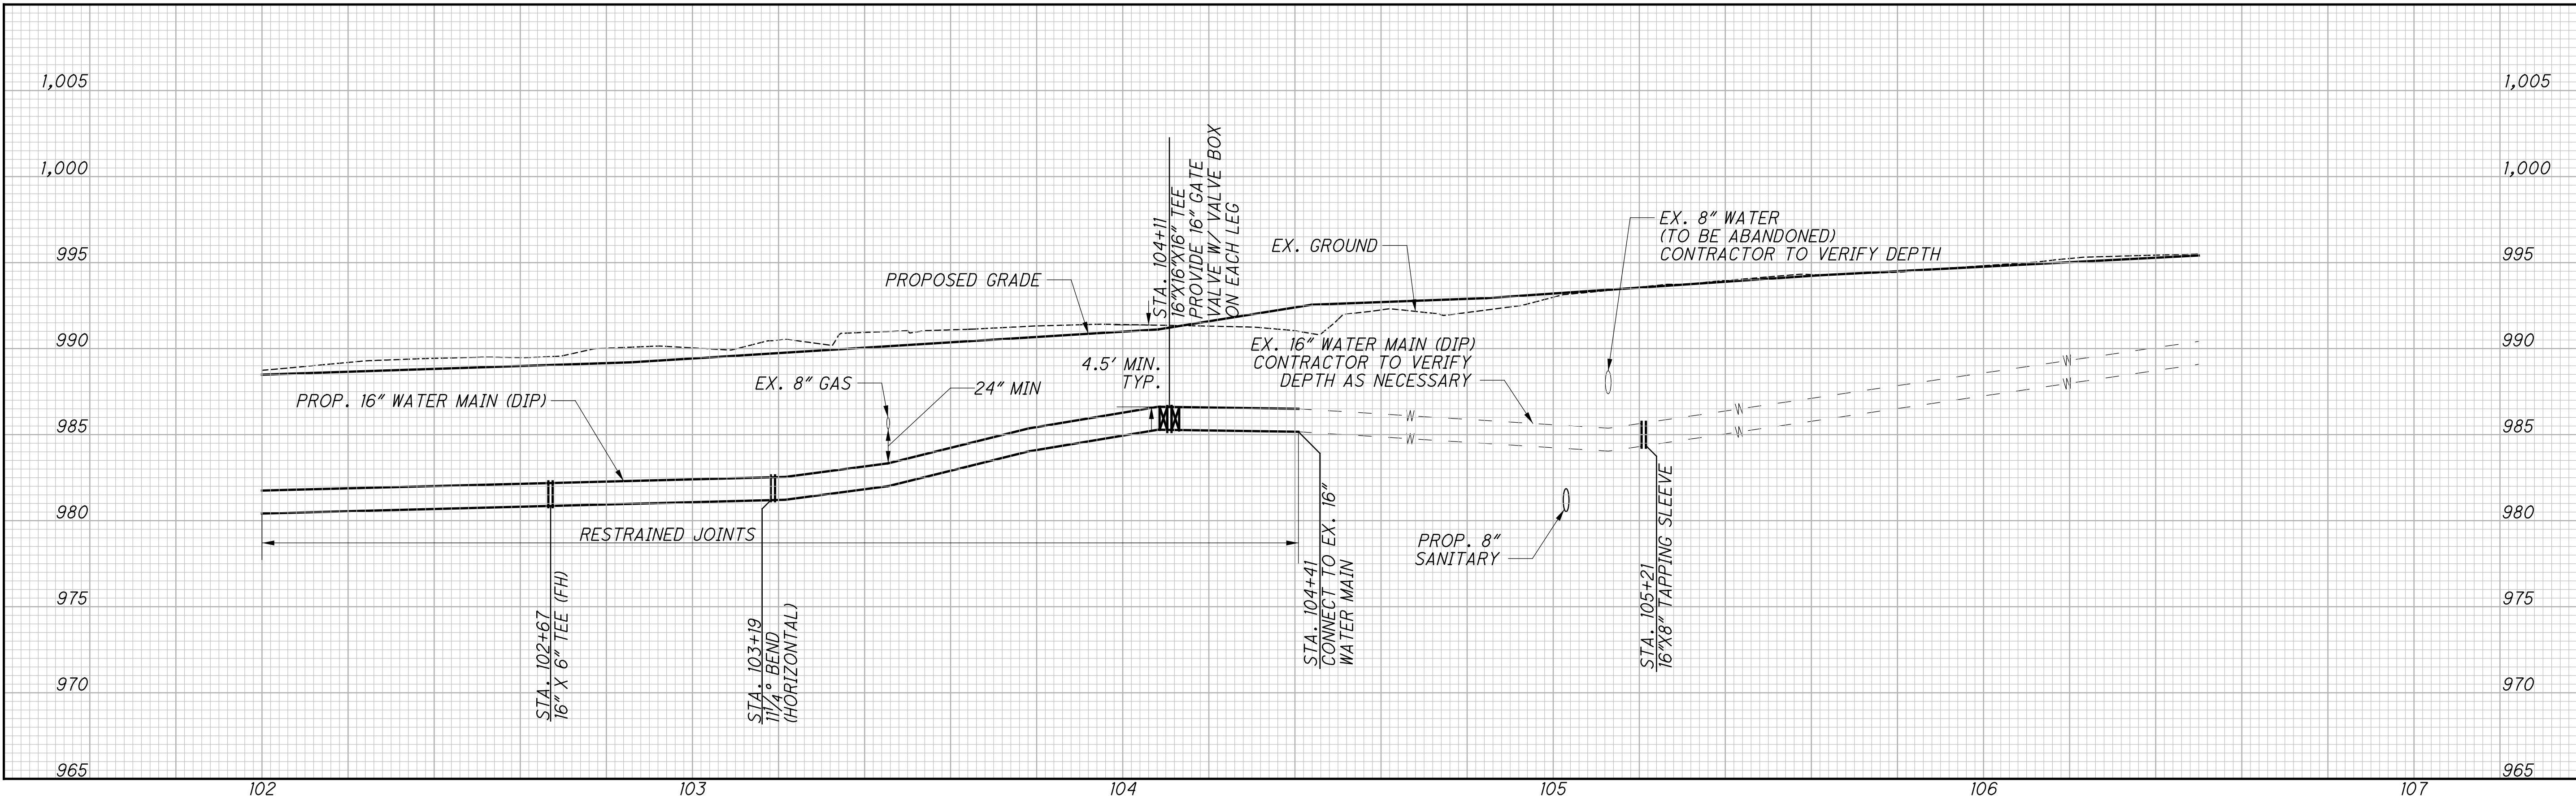 1,005
1,000
995
990
985
980
975
970
965
1,005
1,000
995
990
985
980
975
970
965
STA. 104+11
16"X16"X16" TEE
PROVIDE 16" GATE
VALVE W/ VALVE BOX
ON EACH LEG
EX. 8" WATER
(TO BE ABANDONED)
CONTRACTOR TO VERIFY DEPTH
EX. GROUND
PROPOSED GRADE
EX. 16" WATER MAIN (DIP)
CONTRACTOR TO VERIFY
DEPTH AS NECESSARY
4.5' MIN.
TYP.
EX. 8" GAS
24" MIN
PROP. 16" WATER MAIN (DIP)
W
W
W
W
W
W
RESTRAINED JOINTS
PROP. 8"
SANITARY
STA. 102+67
16" X 6" TEE (FH)
STA. 103+19
11 1/4° BEND
(HORIZONTAL)
STA. 104+41
CONNECT TO EX. 16"
WATER MAIN
STA. 105+21
16"X8" TAPPING SLEEVE
102
103
104
105
106
107